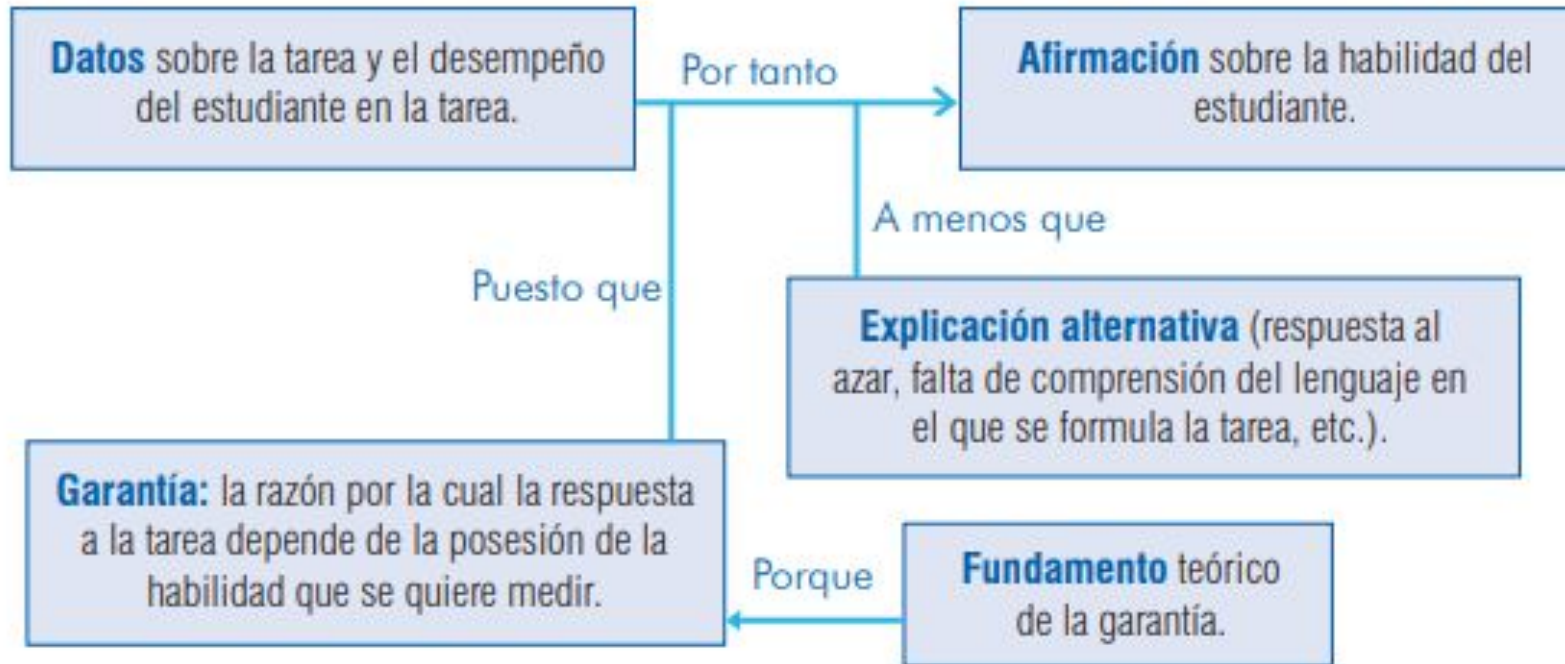 Datos sobre la tarea y el desempeño
del estudiante en la tarea.
Por tanto
Afirmación sobre la habilidad del
estudiante.
A menos que
Puesto que
Explicación alternativa (respuesta al
azar, falta de comprensión del lenguaje en
el que se formula la tarea, etc.).
Garantía: la razón por la cual la respuesta
a la tarea depende de la posesión de la
habilidad que se quiere medir.
Porque
Fundamento teórico
de la garantía.